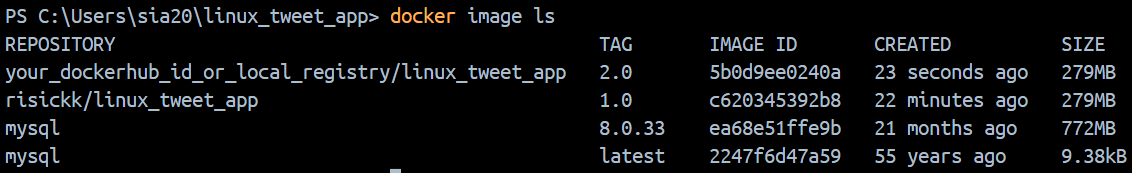 PS C:\Users\sia20\linux_tweet_app> docker image ls
REPOSITORY TAG IMAGE ID CREATED SIZE
your_dockerhub_id_or_local_registry/linux_tweet_app 2.0 5b0d9ee0240a 23 seconds ago 279MB
risickk/linux_tweet_app 1.0 c620345392b8 22 minutes ago 279MB
mysql 8.0.33 ea68e51ffe9b 21 months ago 772MB
mysql latest 2247f6d47a59 55 years ago 9.38kB